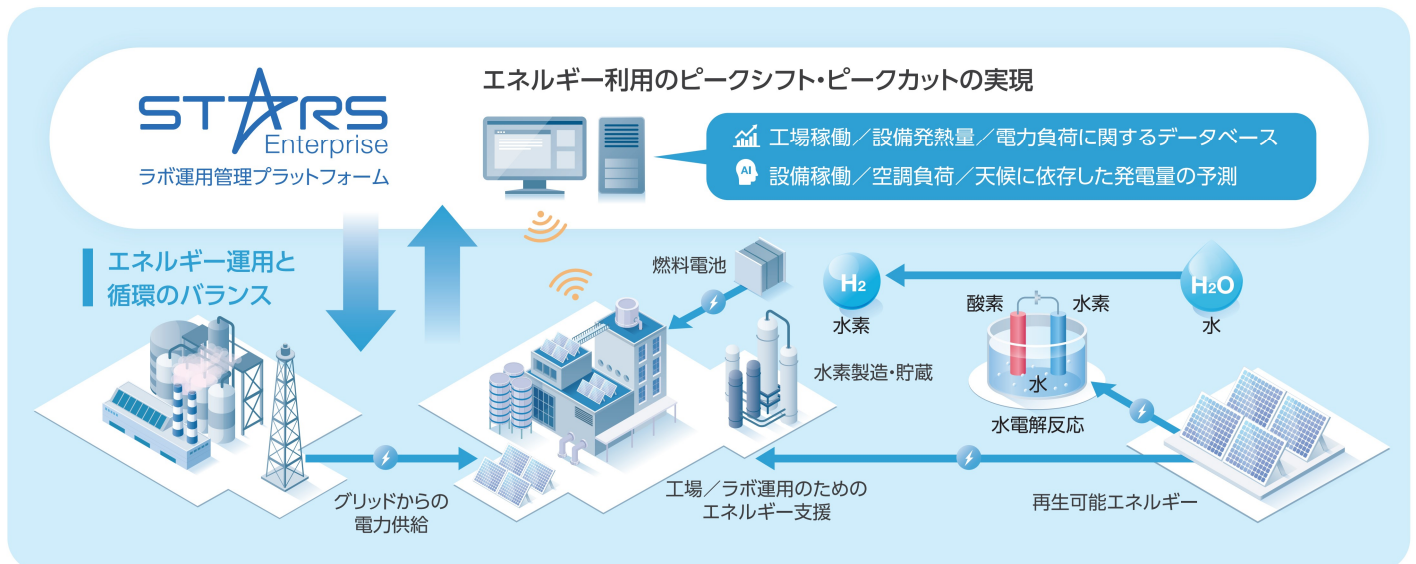 STARS
Enterprise
ラボ運用管理プラットフォーム
エネルギー利用のピークシフト・ピークカットの実現
工場稼働／設備発熱量／電力負荷に関するデータベース
AI
設備稼働／空調負荷／天候に依存した発電量の予測
エネルギー運用と
循環のバランス
燃料電池
H2
水素
H2O
水
酸素
水素
水
水電解反応
水素製造・貯蔵
グリッドからの
電力供給
工場／ラボ運用のための
エネルギー支援
再生可能エネルギー